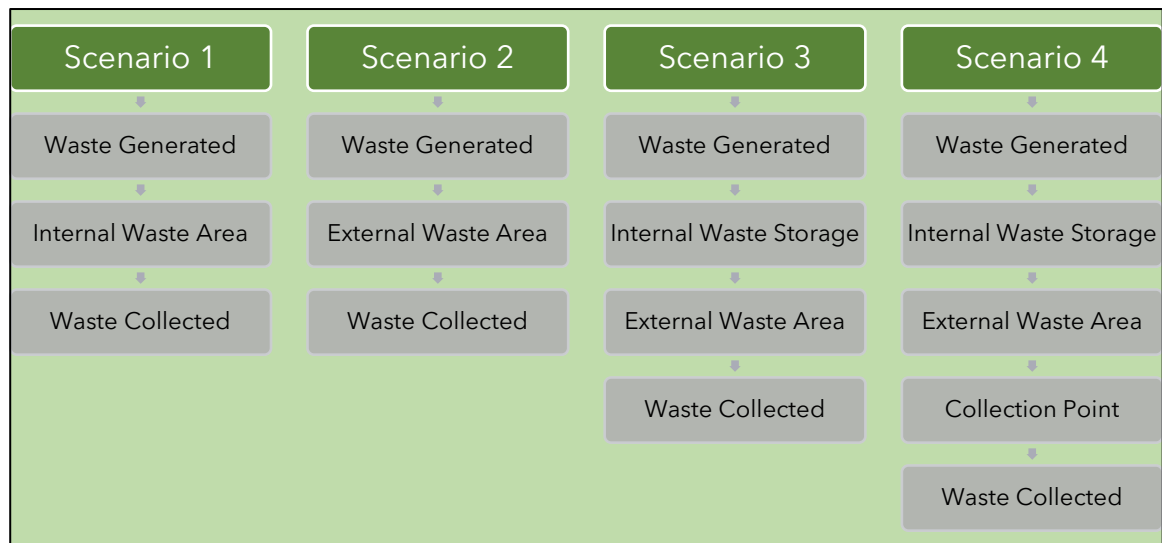 Scenario 1
Waste Generated
Internal Waste Area
Waste Collected
Scenario 2
Waste Generated
External Waste Area
Waste Collected
Scenario 3
Waste Generated
Internal Waste Storage
External Waste Area
Waste Collected
Scenario 4
Waste Generated
Internal Waste Storage
External Waste Area
Collection Point
Waste Collected